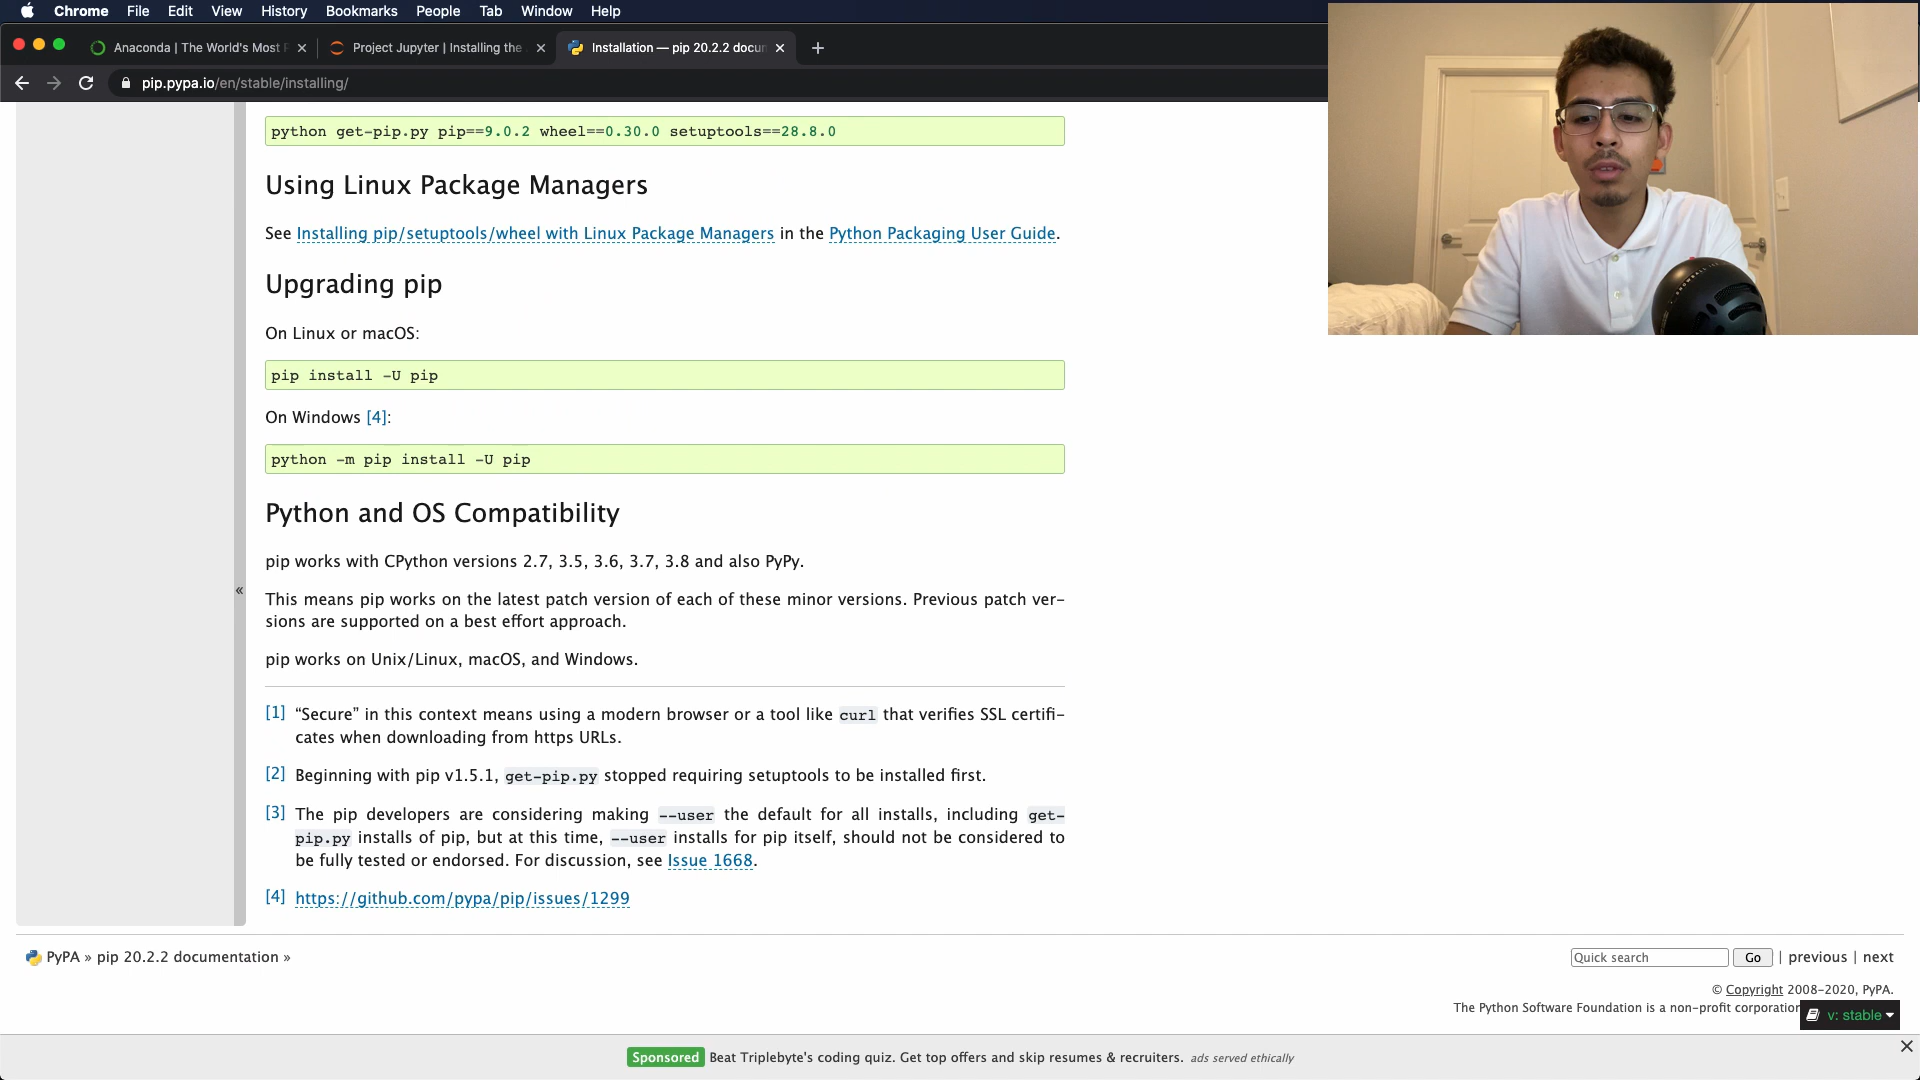 Chrome File Edit View History Bookmarks People Tab Window Help
Anaconda | The World's Most
Project Jupyter | Installing the
Installation — pip 20.2.2 docu
pip.pypa.io/en/stable/installing/
python get-pip.py pip==9.0.2 wheel==0.30.0 setuptools==28.8.0
Using Linux Package Managers
See Installing pip/setuptools/wheel with Linux Package Managers in the Python Packaging User Guide.
Upgrading pip
On Linux or macOS:
pip install -U pip
On Windows [4]:
python -m pip install -U pip
Python and OS Compatibility
pip works with CPython versions 2.7, 3.5, 3.6, 3.7, 3.8 and also PyPy.
This means pip works on the latest patch version of each of these minor versions. Previous patch ver-
sions are supported on a best effort approach.
pip works on Unix/Linux, macOS, and Windows.
«
[1] “Secure” in this context means using a modern browser or a tool like curl that verifies SSL certifi-
cates when downloading from https URLs.
[2] Beginning with pip v1.5.1, get-pip.py stopped requiring setuptools to be installed first.
[3] The pip developers are considering making --user the default for all installs, including get-
pip.py installs of pip, but at this time, --user installs for pip itself, should not be considered to
be fully tested or endorsed. For discussion, see Issue 1668.
[4] https://github.com/pypa/pip/issues/1299
PyPA » pip 20.2.2 documentation »
Quick search Go | previous | next
© Copyright 2008-2020, PyPA.
The Python Software Foundation is a non-profit corporation
v: stable
Sponsored Beat Triplebyte's coding quiz. Get top offers and skip resumes & recruiters. ads served ethically